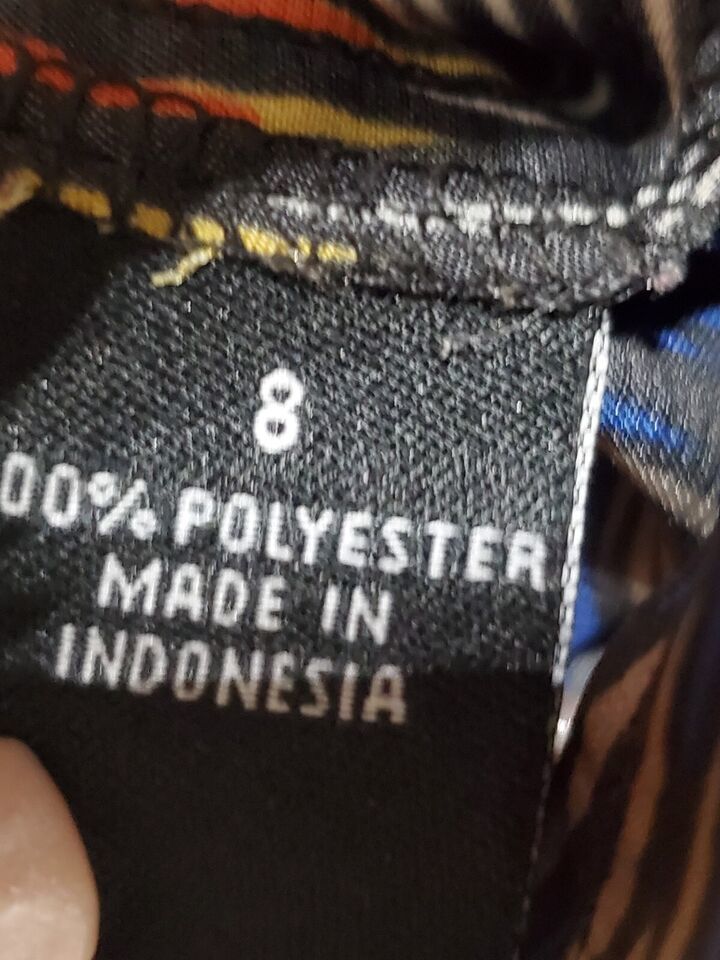 8
00% POLYESTER
MADE IN
INDONESIA